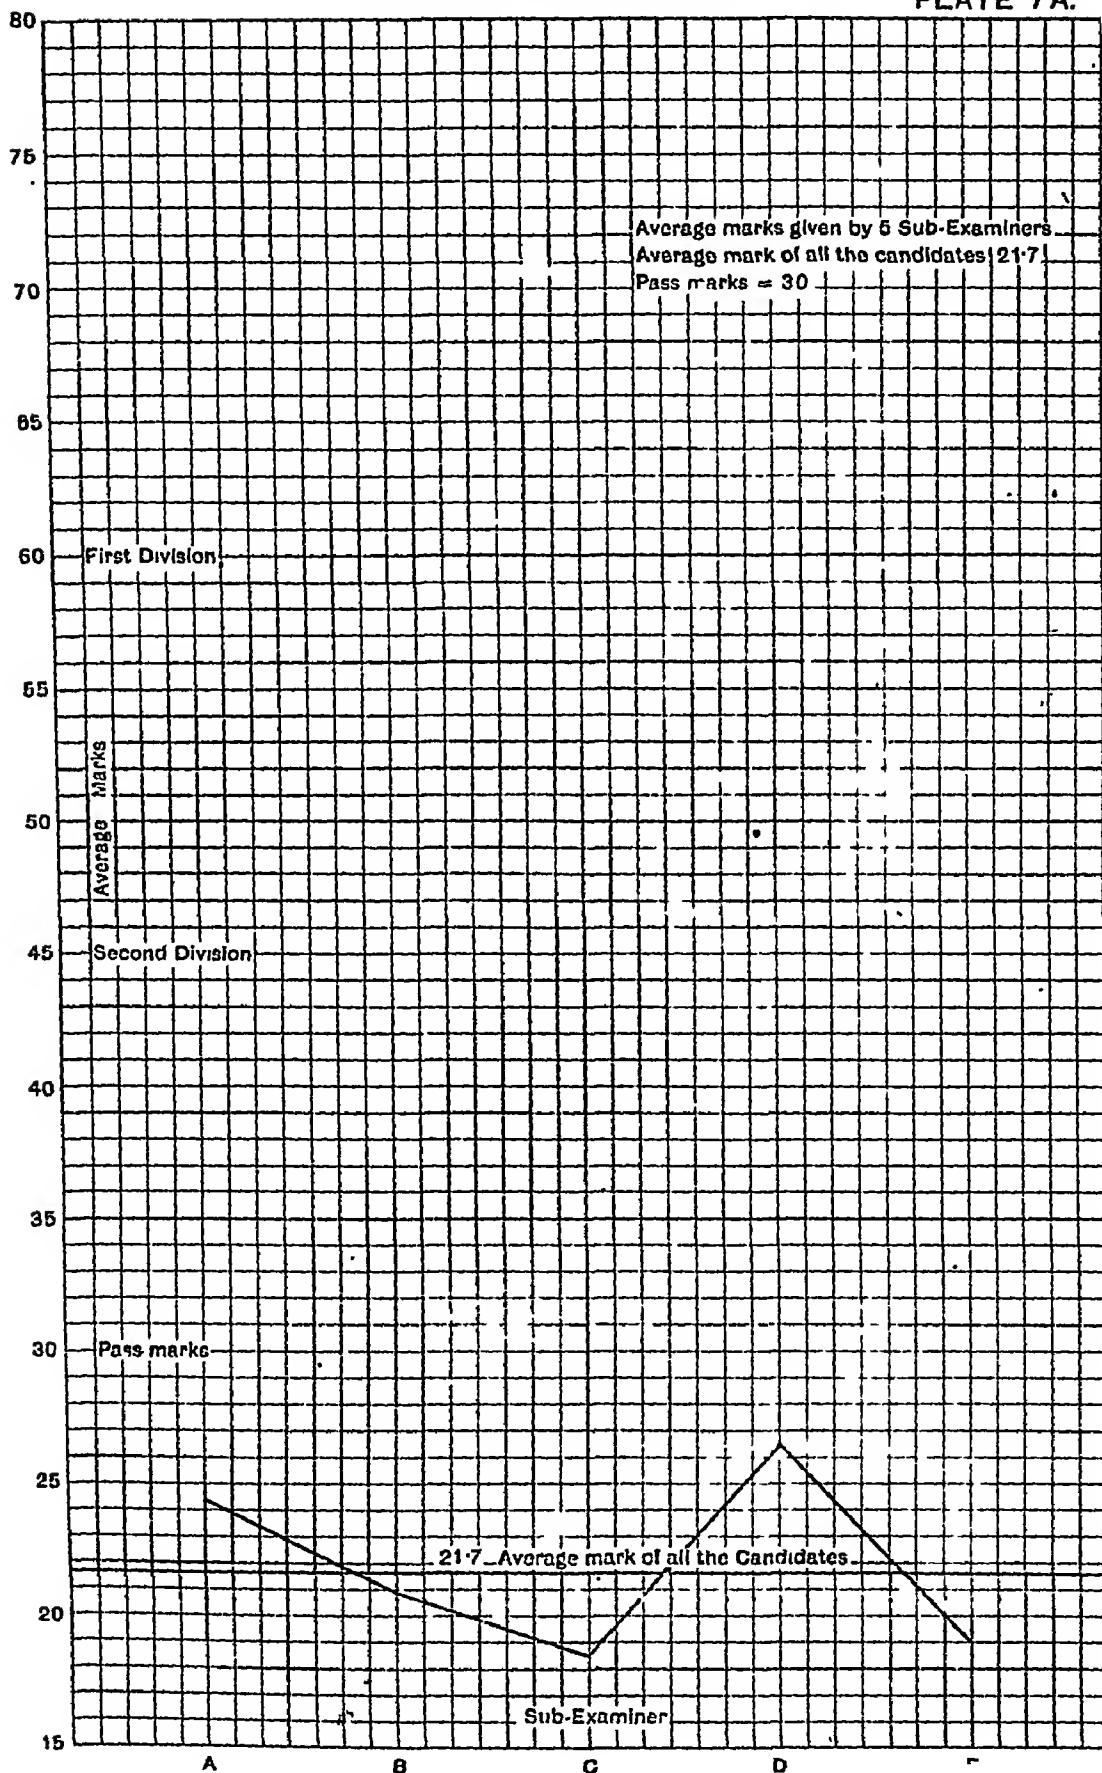 PLATE 7A.
80
75
Average marks given by 5 Sub-Examiners
Average mark of all the candidates 21·7
Pass marks = 30
70
65
60
First Division
55
Average Marks
50
45
Second Division
40
35
30
Pass marks
25
21·7 Average mark of all the Candidates
20
Sub-Examiner
15
A B C D